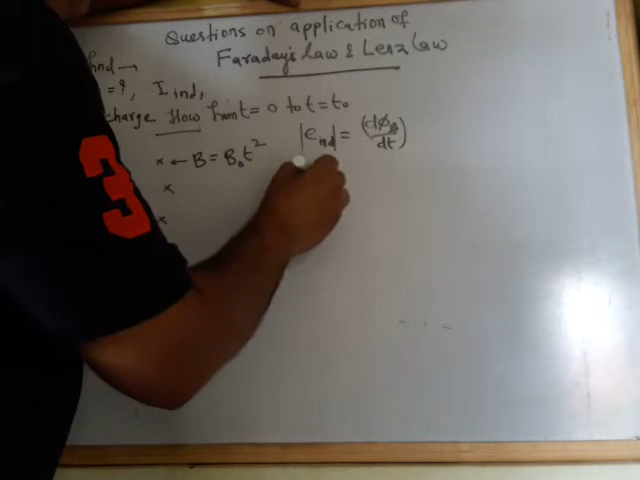 Questions on application of
Faraday's law & Lenz law
find →
= ?, I ind,
charge flow from t = 0 to t = t₀
|e ind| = (dϕB/dt)
x ← B = B₀t²
x
x
3